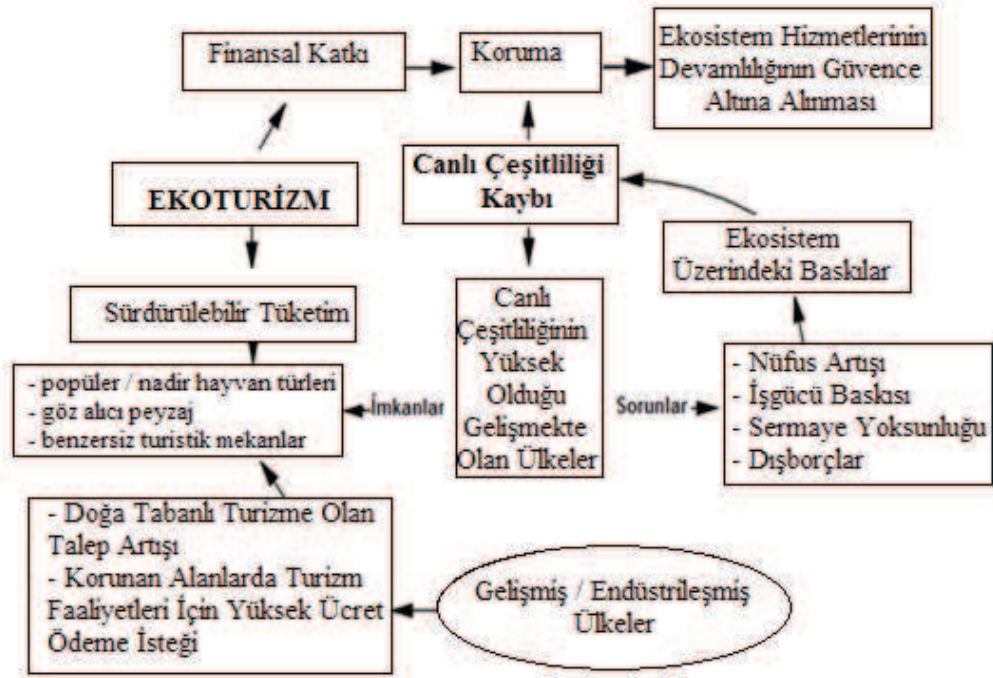 Finansal Katkı
Koruma
Ekosistem Hizmetlerinin
Devamlılığının Güvence
Altına Alınması
EKOTURİZM
Canlı Çeşitliliği
Kaybı
Ekosistem
Üzerindeki Baskılar
Sürdürülebilir Tüketim
Canlı
Çeşitliliğinin
Yüksek
Olduğu
Gelişmekte
Olan Ülkeler
- popüler / nadir hayvan türleri
- göz alıcı peyzaj
- benzersiz turistik mekanlar
İmkanlar
Sorunlar
- Nüfus Artışı
- İşgücü Baskısı
- Sermaye Yoksunluğu
- Dışborçlar
- Doğa Tabanlı Turizme Olan
Talep Artışı
- Korunan Alanlarda Turizm
Faaliyetleri İçin Yüksek Ücret
Ödeme İsteği
Gelişmiş / Endüstrileşmiş
Ülkeler